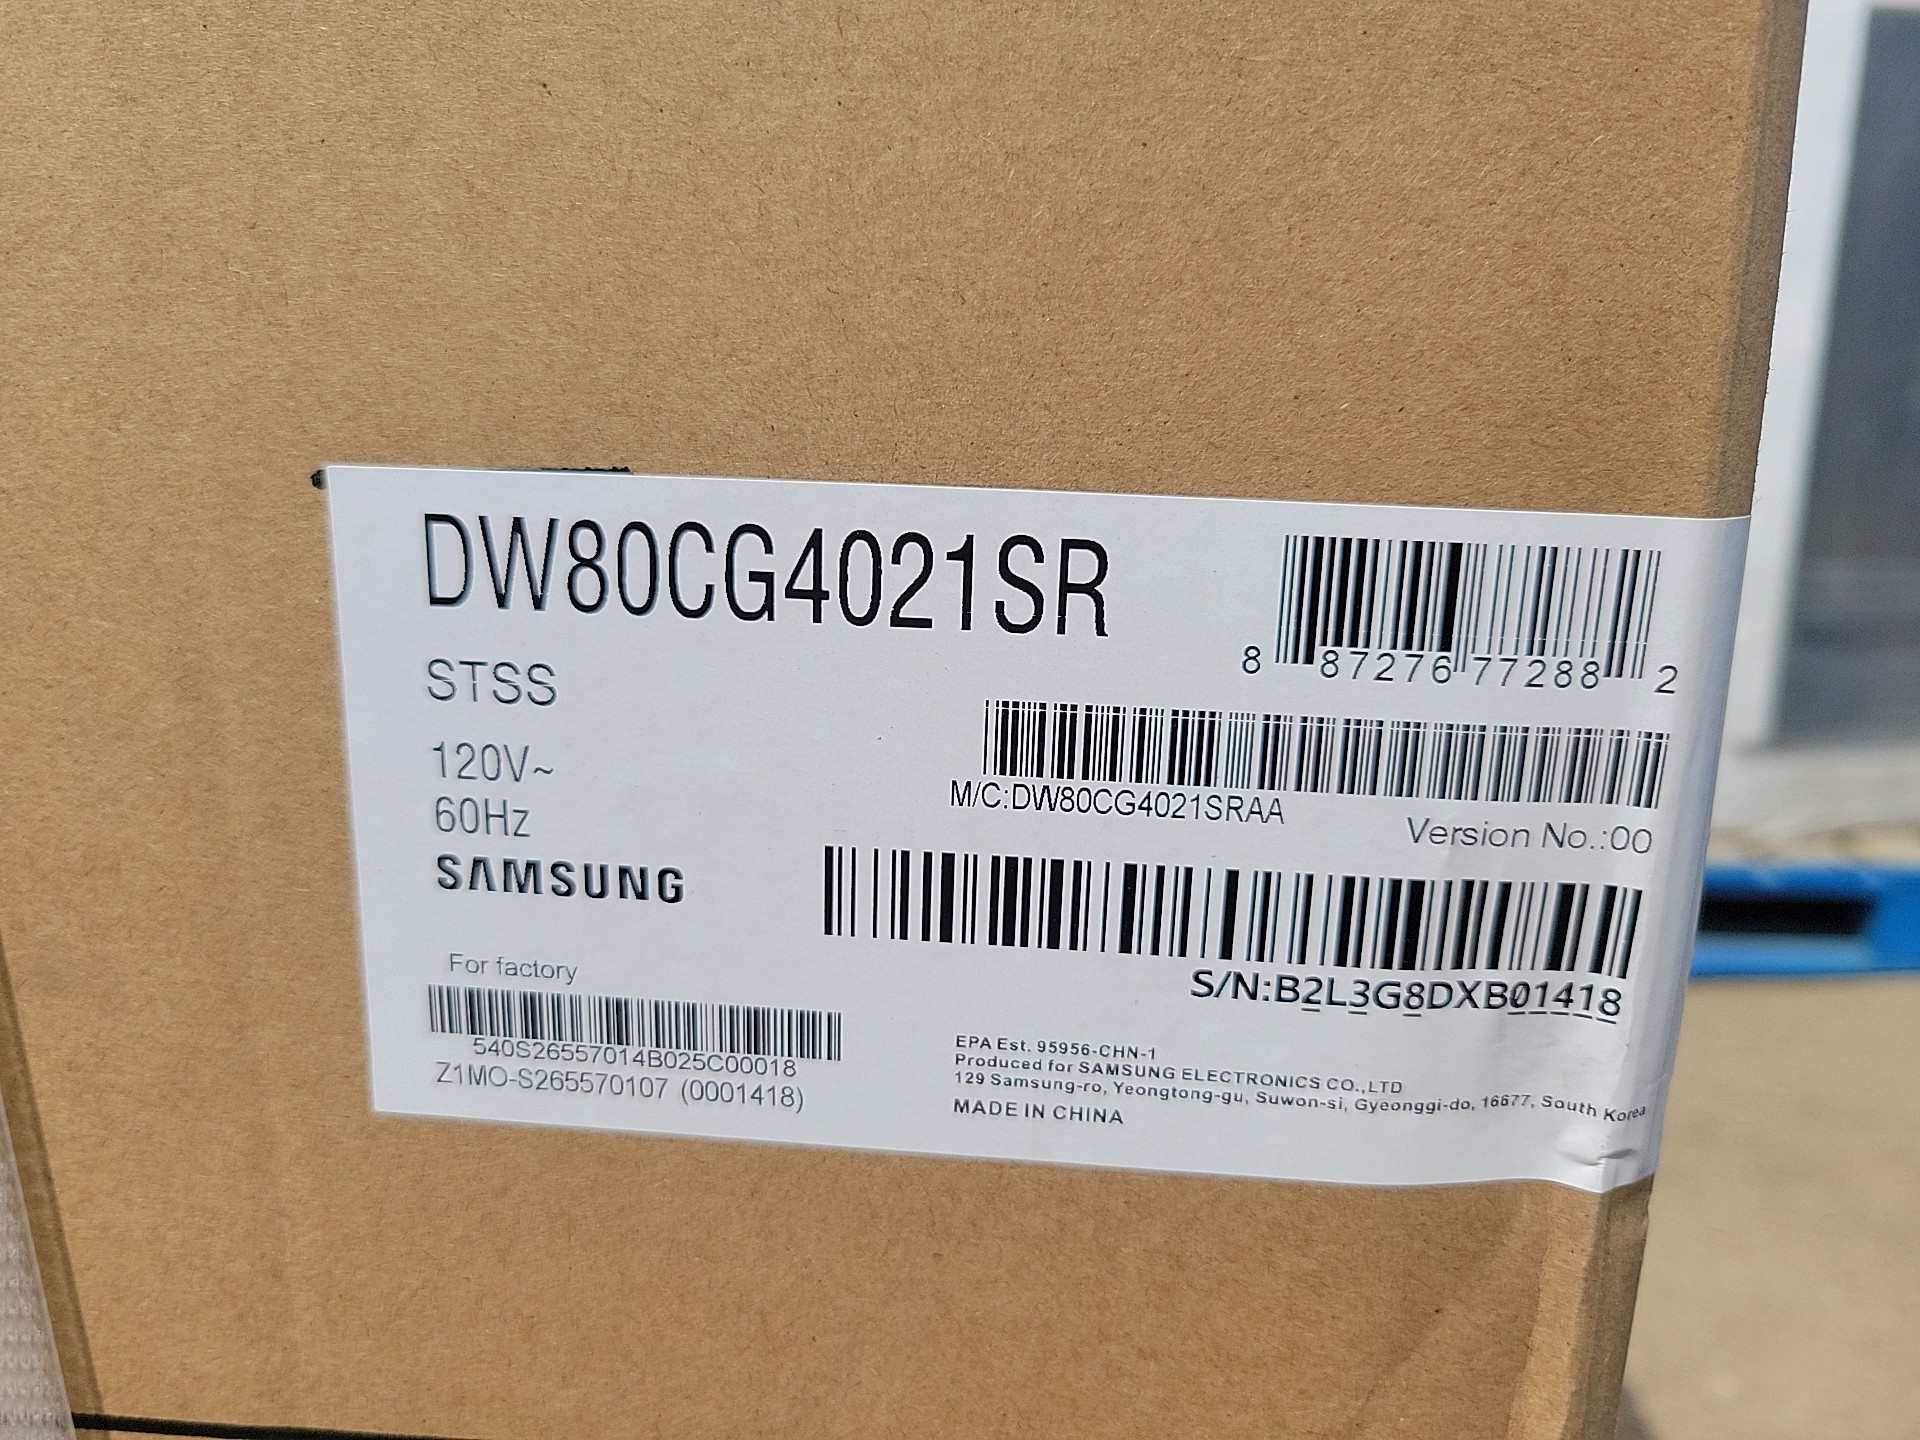 DW80CG4021SR
STSS
120V~
60Hz
SAMSUNG
8 87276 77288 2
M/C:DW80CG4021SRAA
Version No.:00
S/N:B2L3G8DXB01418
For factory
540S26557014B025C00018
Z1MO-S265570107 (0001418)
EPA Est. 95956-CHN-1
Produced for SAMSUNG ELECTRONICS CO.,LTD
129 Samsung-ro, Yeongtong-gu, Suwon-si, Gyeonggi-do, 16677, South Korea
MADE IN CHINA